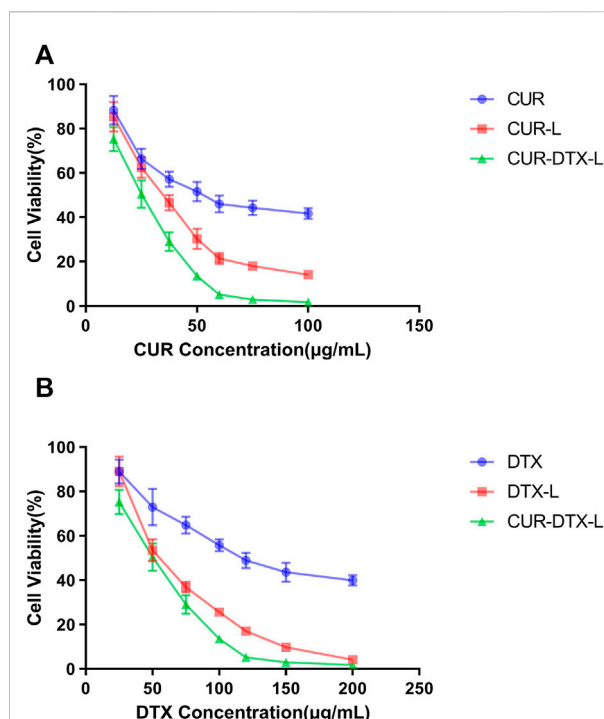 A
100
80
60
40
20
0
Cell Viability(%)
0
50
100
150
CUR Concentration(μg/mL)
CUR
CUR-L
CUR-DTX-L
B
100
80
60
40
20
0
Cell Viability(%)
0
50
100
150
200
250
DTX Concentration(μg/mL)
DTX
DTX-L
CUR-DTX-L